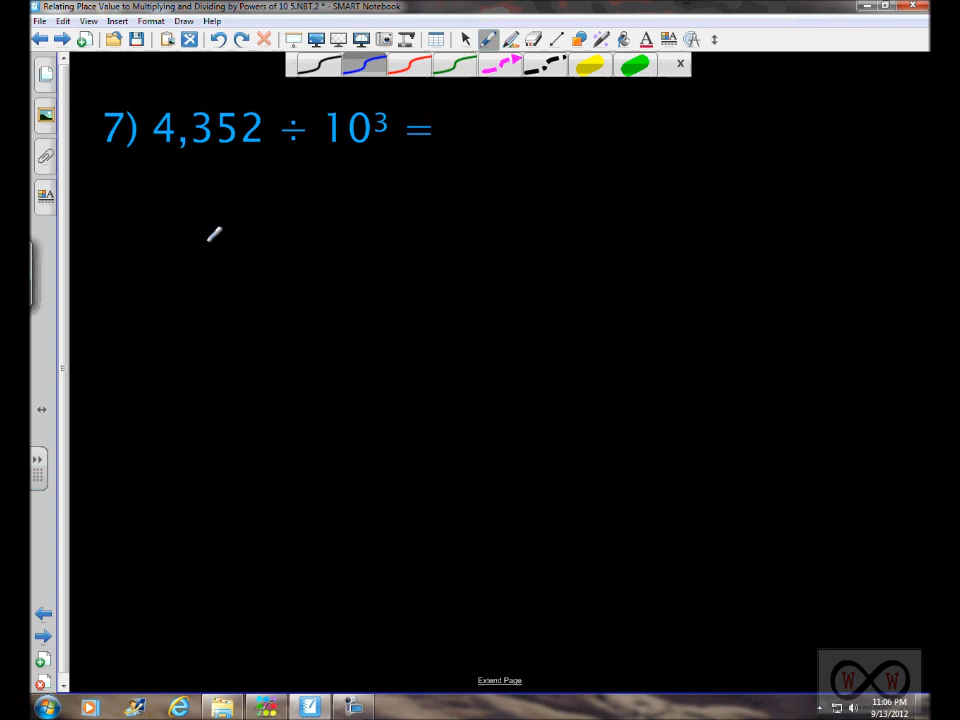 Relating Place Value to Multiplying and Dividing by Powers of 10 5.NBT.2 * - SMART Notebook
File Edit View Insert Format Draw Help
X
7) 4,352 ÷ 10³ =
Extend Page
W W
11:06 PM
9/13/2012